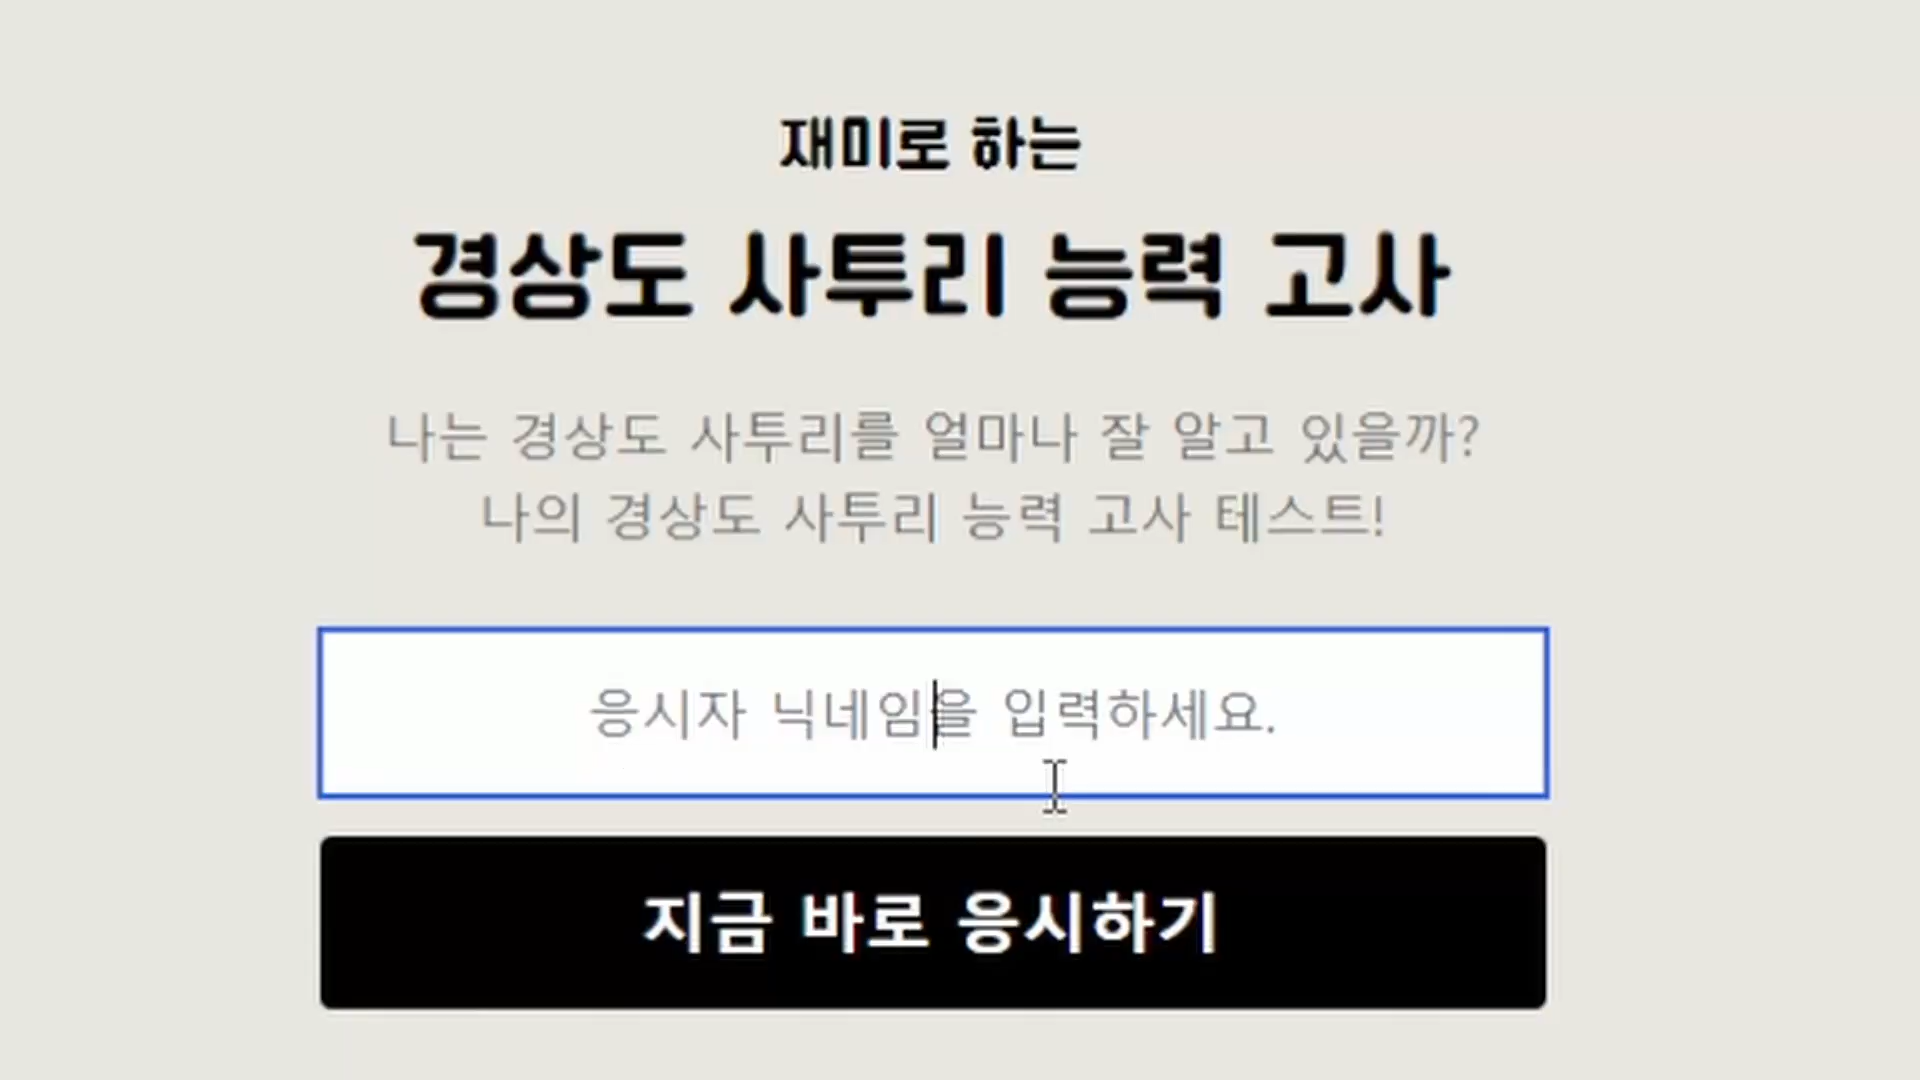 재미로 하는
경상도 사투리 능력 고사
나는 경상도 사투리를 얼마나 잘 알고 있을까?
나의 경상도 사투리 능력 고사 테스트!
응시자 닉네임을 입력하세요.
지금 바로 응시하기